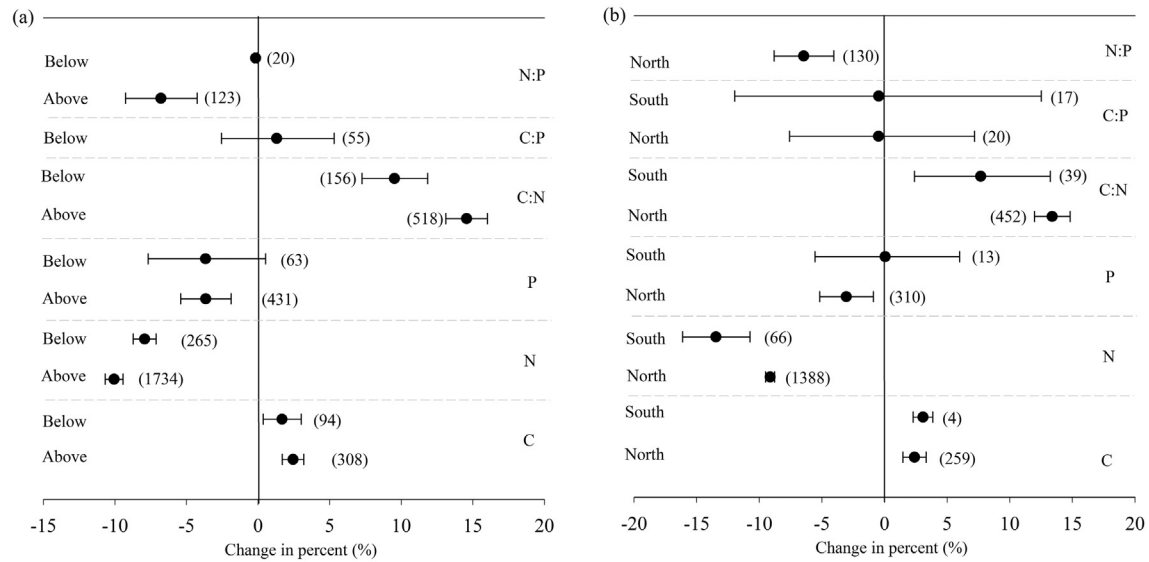 (a)
Below
(20)
N:P
Above
(123)
Below
(55)
C:P
Below
(156)
C:N
Above
(518)
Below
(63)
P
Above
(431)
Below
(265)
N
Above
(1734)
Below
(94)
C
Above
(308)
-15 -10 -5 0 5 10 15 20
Change in percent (%)
(b)
North
(130)
N:P
South
(17)
C:P
North
(20)
South
(39)
C:N
North
(452)
South
(13)
P
North
(310)
South
(66)
N
North
(1388)
South
(4)
North
(259)
C
-20 -15 -10 -5 0 5 10 15 20
Change in percent (%)